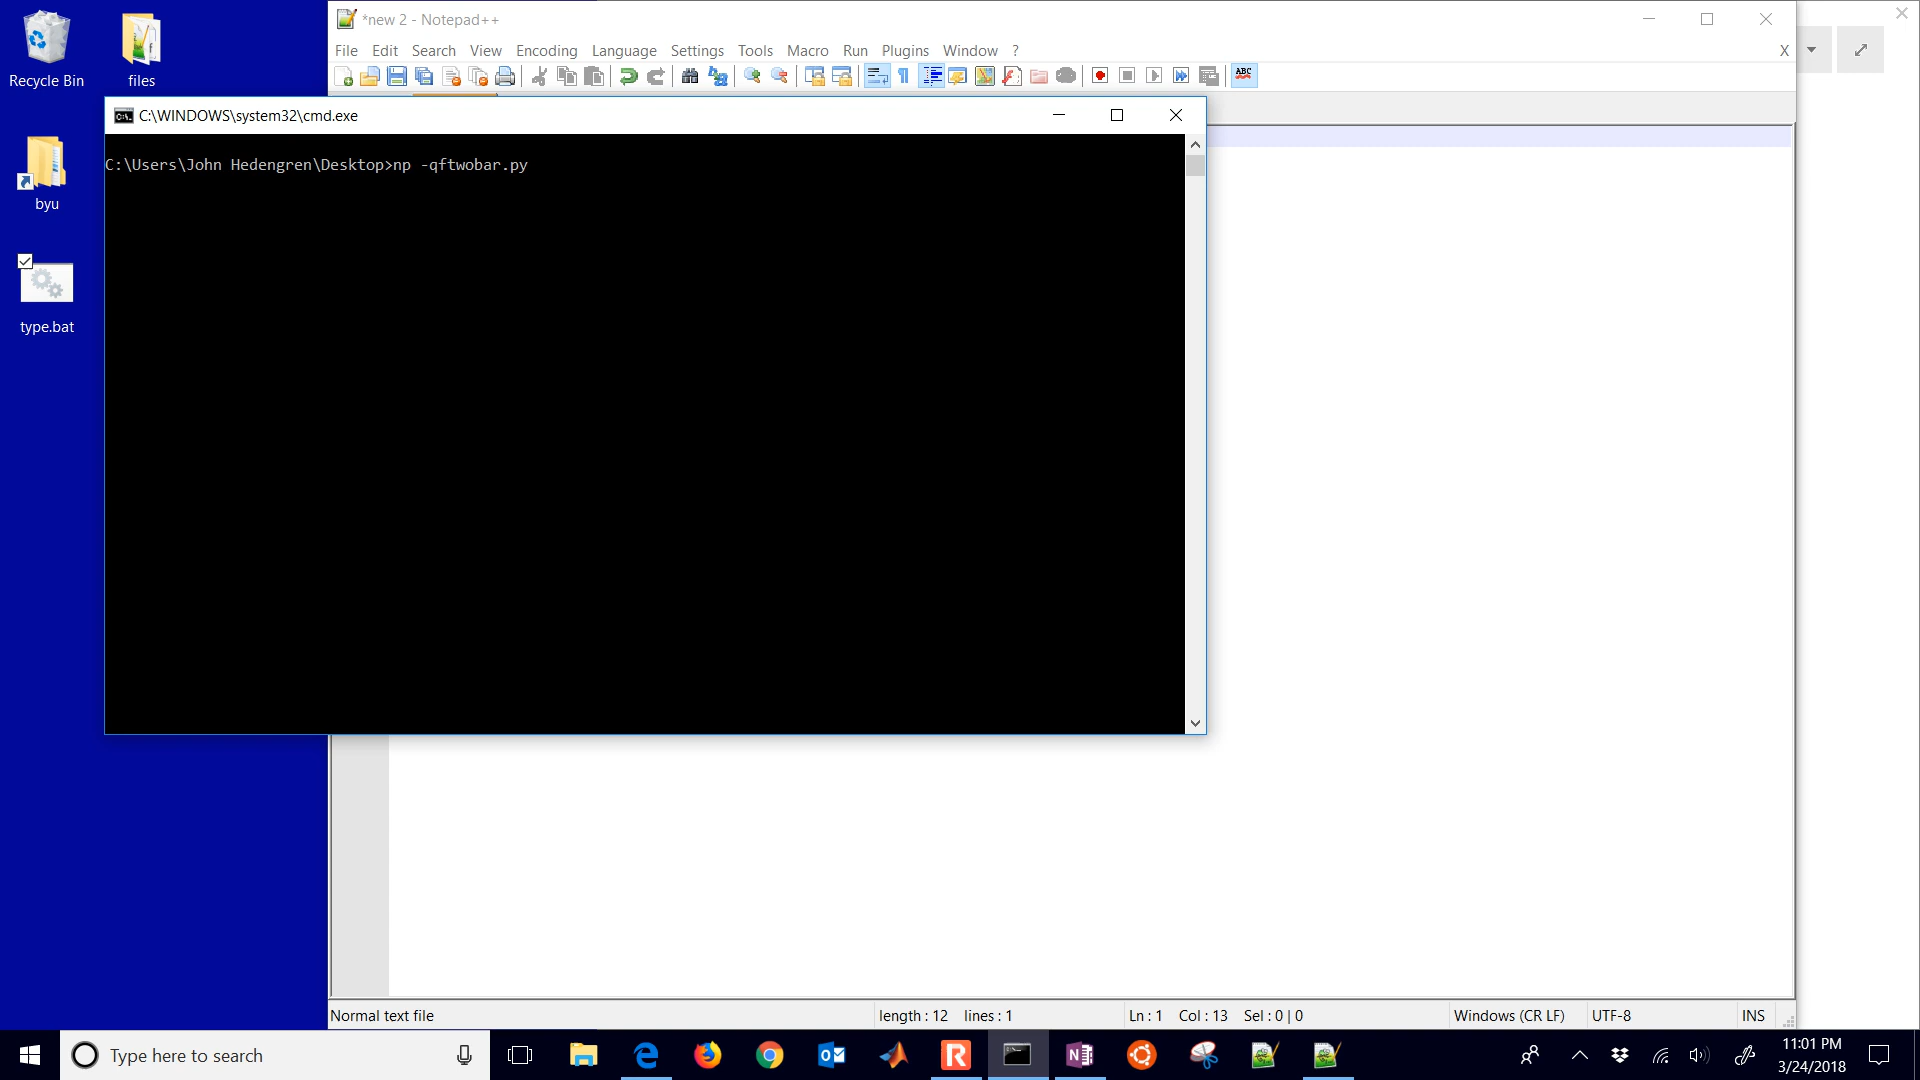 Recycle Bin
files
byu
type.bat
*new 2 - Notepad++
File Edit Search View Encoding Language Settings Tools Macro Run Plugins Window ? X
ABC
C:\WINDOWS\system32\cmd.exe
C:\Users\John Hedengren\Desktop>np -qftwobar.py
Normal text file length : 12 lines : 1 Ln : 1 Col : 13 Sel : 0 | 0 Windows (CR LF) UTF-8 INS
Type here to search
11:01 PM
3/24/2018